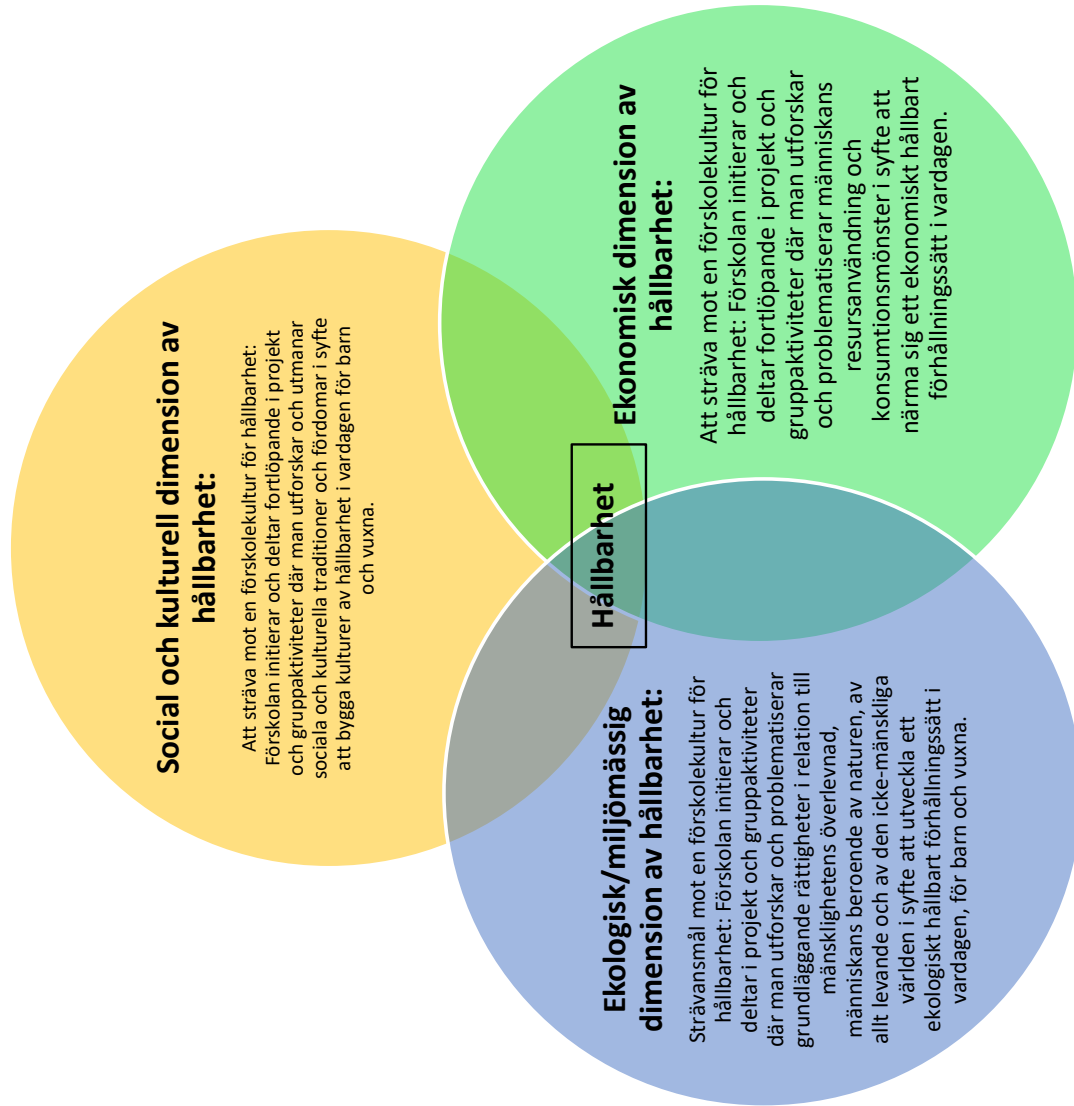 Social och kulturell dimension av
hållbarhet:
Att sträva mot en förskolekultur för hållbarhet:
Förskolan initierar och deltar fortlöpande i projekt
och gruppaktiviteter där man utforskar och utmanar
sociala och kulturella traditioner och fördomar i syfte
att bygga kulturer av hållbarhet i vardagen för barn
och vuxna.
Hållbarhet
Ekologisk/miljömässig
dimension av hållbarhet:
Strävansmål mot en förskolekultur för
hållbarhet: Förskolan initierar och
deltar i projekt och gruppaktiviteter
där man utforskar och problematiserar
grundläggande rättigheter i relation till
mänsklighetens överlevnad,
människans beroende av naturen, av
allt levande och av den icke-mänskliga
världen i syfte att utveckla ett
ekologiskt hållbart förhållningssätt i
vardagen, för barn och vuxna.
Ekonomisk dimension av
hållbarhet:
Att sträva mot en förskolekultur för
hållbarhet: Förskolan initierar och
deltar fortlöpande i projekt och
gruppaktiviteter där man utforskar
och problematiserar människans
resursanvändning och
konsumtionsmönster i syfte att
närma sig ett ekonomiskt hållbart
förhållningssätt i vardagen.